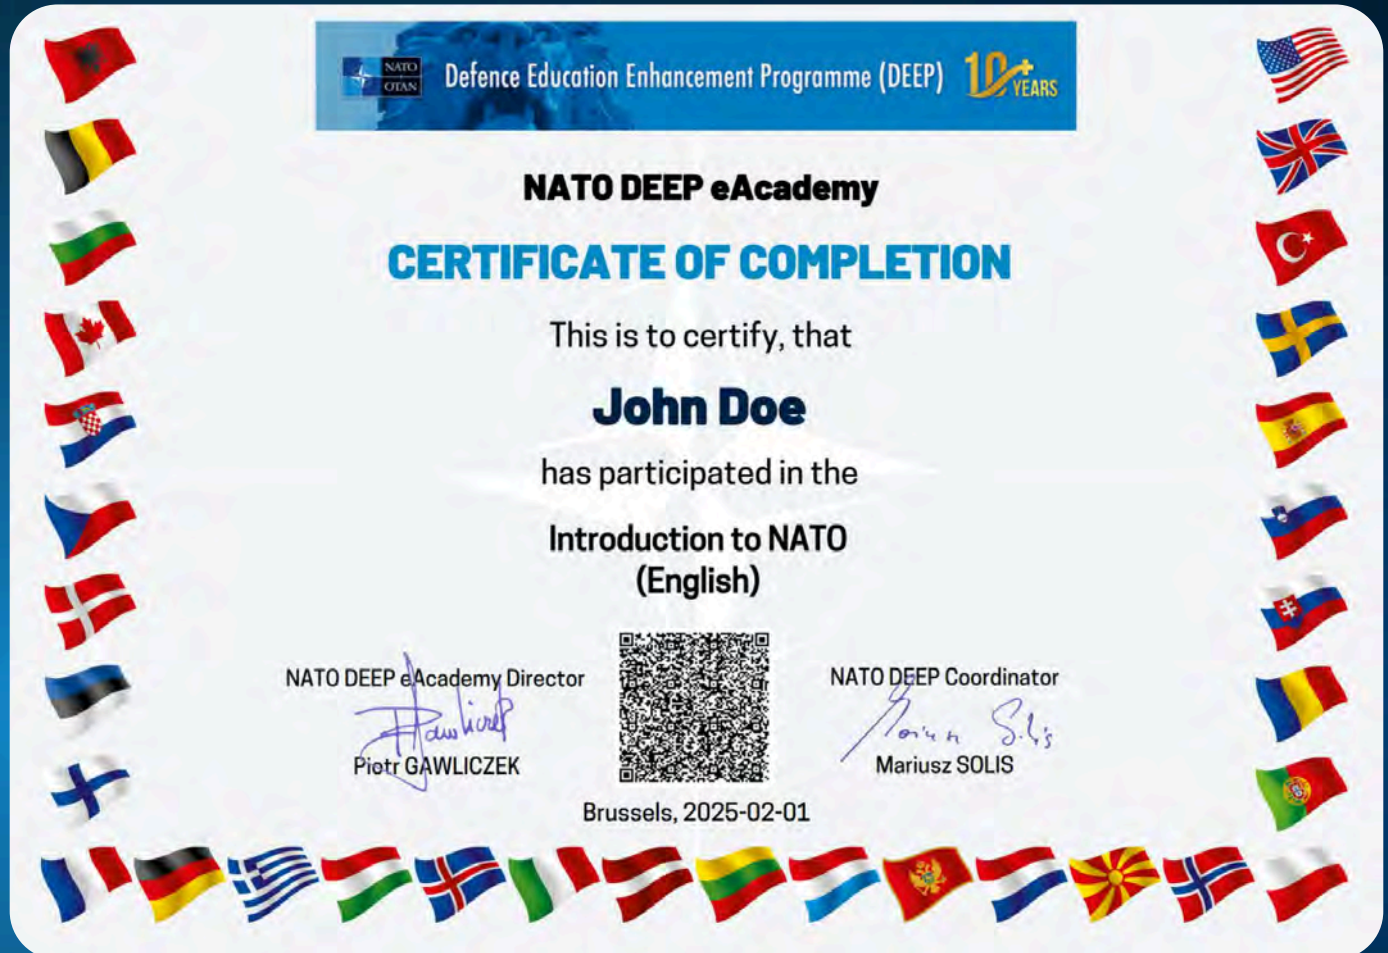 NATO
OTAN
Defence Education Enhancement Programme (DEEP)
10+ YEARS
NATO DEEP eAcademy
CERTIFICATE OF COMPLETION
This is to certify, that
John Doe
has participated in the
Introduction to NATO
(English)
NATO DEEP eAcademy Director
Piotr GAWLICZEK
NATO DEEP Coordinator
Mariusz SOLIS
Brussels, 2025-02-01